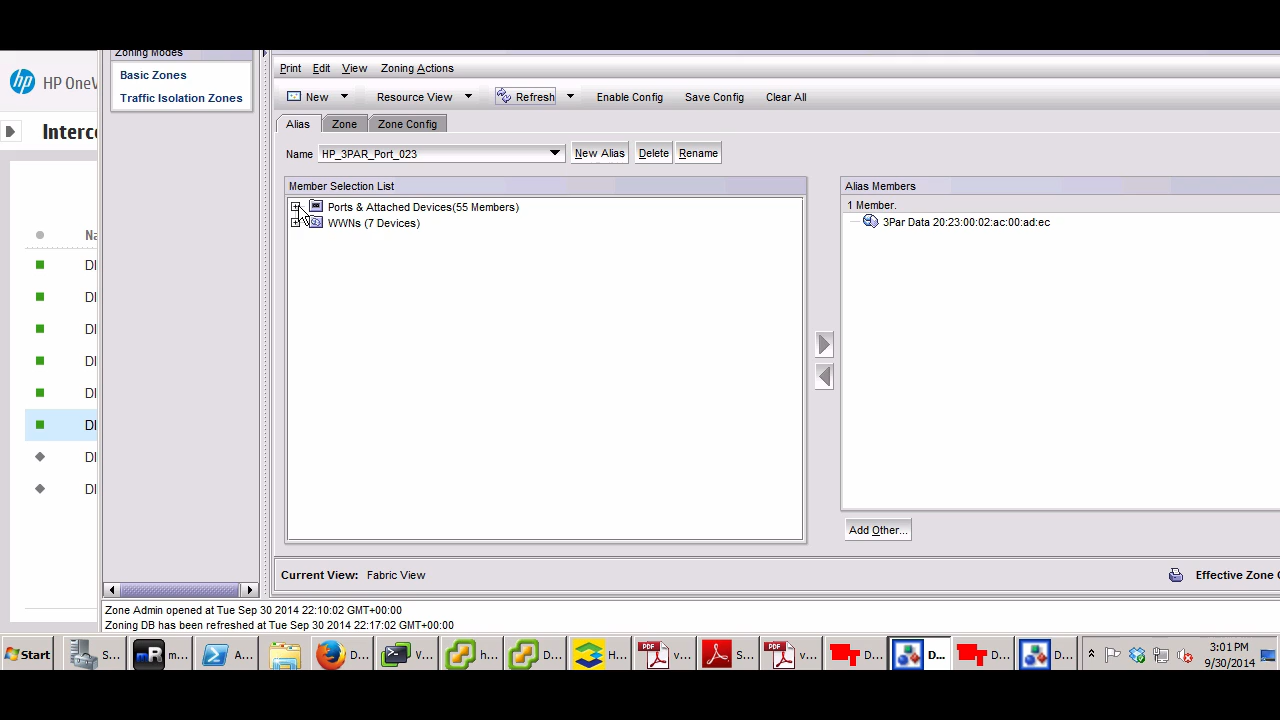 Zoning Modes
Basic Zones
Traffic Isolation Zones
hp HP OneV
Interco
Na
DI
DI
DI
DI
DI
DI
DI
DI
Print Edit View Zoning Actions
New Resource View Refresh Enable Config Save Config Clear All
Alias Zone Zone Config
Name HP_3PAR_Port_023 New Alias Delete Rename
Member Selection List
Ports & Attached Devices(55 Members)
WWNs (7 Devices)
Alias Members
1 Member.
3Par Data 20:23:00:02:ac:00:ad:ec
Add Other...
Current View: Fabric View
Effective Zone C
Zone Admin opened at Tue Sep 30 2014 22:10:02 GMT+00:00
Zoning DB has been refreshed at Tue Sep 30 2014 22:17:02 GMT+00:00
Start S... m... A... D... V... h... D... H... v... S... v... D... D... D... D... 3:01 PM
9/30/2014